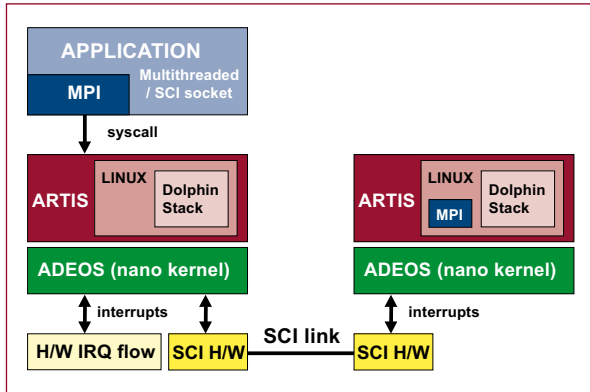 APPLICATION
Multithreaded
/ SCI socket
MPI
syscall
ARTIS
LINUX
Dolphin
Stack
ADEOS (nano kernel)
interrupts
H/W IRQ flow
SCI H/W
SCI link
ARTIS
LINUX
MPI
Dolphin
Stack
ADEOS (nano kernel)
interrupts
SCI H/W